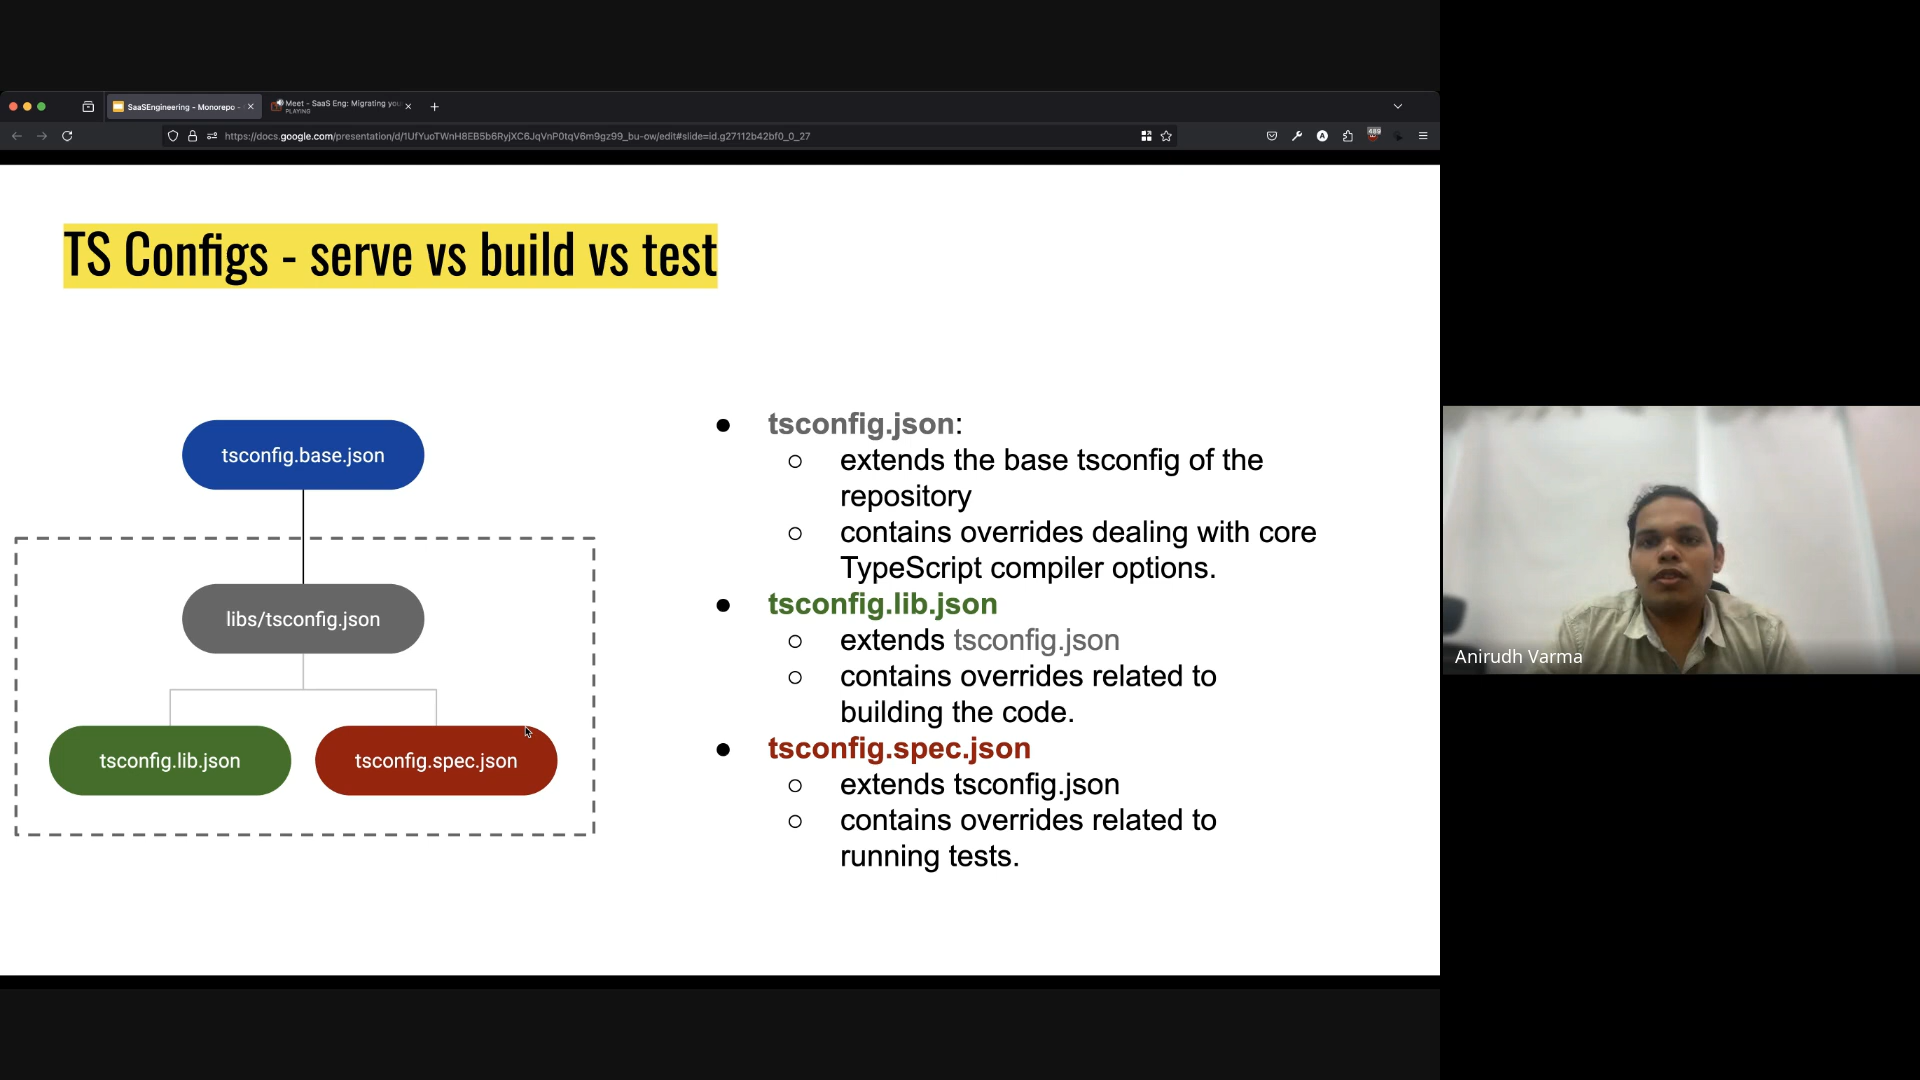 SaaSEngineering - Monorepo -
Meet - SaaS Eng: Migrating you
PLAYING
https://docs.google.com/presentation/d/1UfYuoTWnH8EB5b6RyjXC6JqVnP0tqV6m9gz99_bu-ow/edit#slide=id.g27112b42bf0_0_27
489
TS Configs - serve vs build vs test
tsconfig.base.json
libs/tsconfig.json
tsconfig.lib.json
tsconfig.spec.json
● tsconfig.json:
○ extends the base tsconfig of the
repository
○ contains overrides dealing with core
TypeScript compiler options.
● tsconfig.lib.json
○ extends tsconfig.json
○ contains overrides related to
building the code.
● tsconfig.spec.json
○ extends tsconfig.json
○ contains overrides related to
running tests.
Anirudh Varma